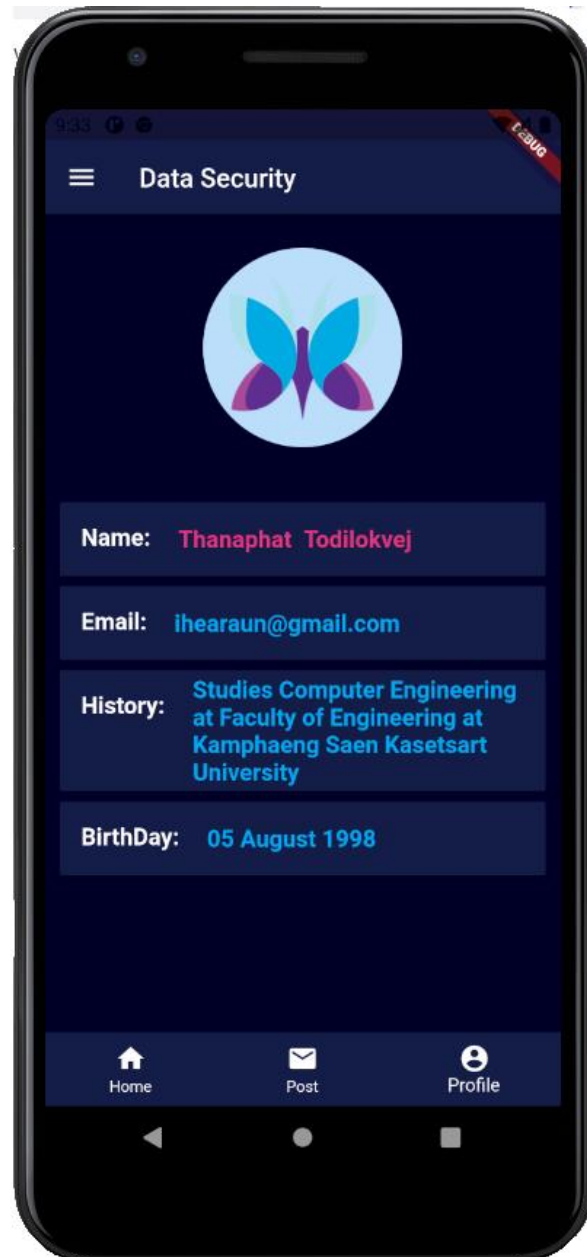 9:33
DEBUG
Data Security
Name: Thanaphat Todilokvej
Email: ihearaun@gmail.com
History: Studies Computer Engineering
at Faculty of Engineering at
Kamphaeng Saen Kasetsart
University
BirthDay: 05 August 1998
Home Post Profile